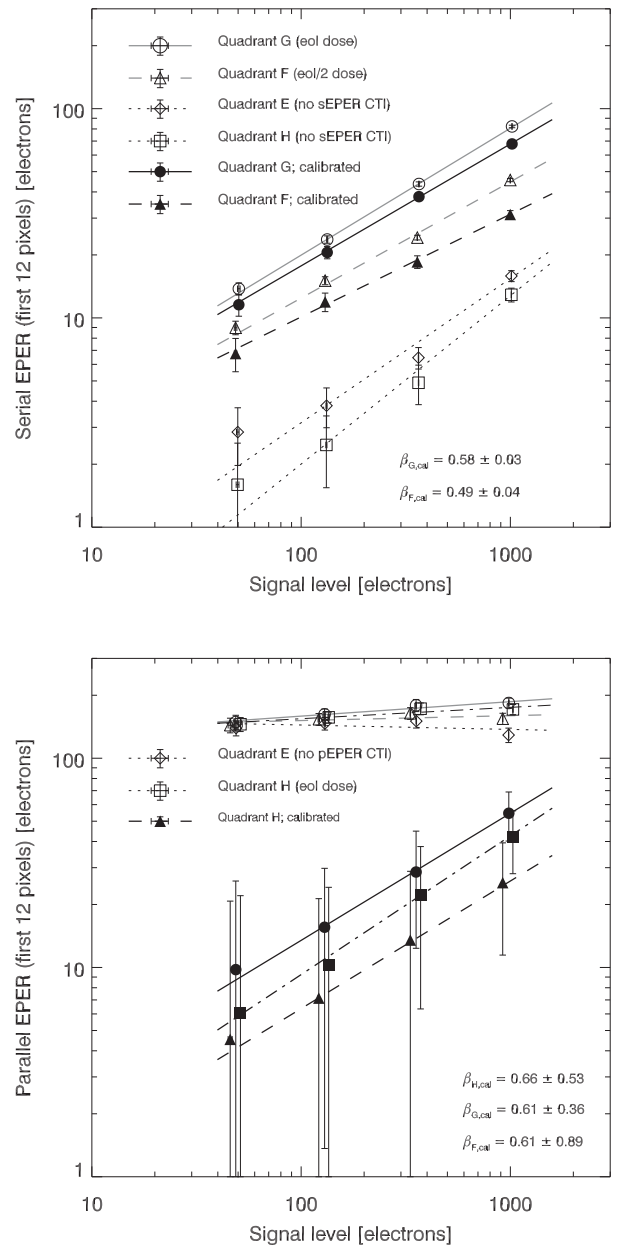 Serial EPER (first 12 pixels) [electrons]
100
10
1
Quadrant G (eol dose)
Quadrant F (eol/2 dose)
Quadrant E (no sEPER CTI)
Quadrant H (no sEPER CTI)
Quadrant G; calibrated
Quadrant F; calibrated
βG,cal = 0.58 ± 0.03
βF,cal = 0.49 ± 0.04
10 100 1000
Signal level [electrons]
Parallel EPER (first 12 pixels) [electrons]
100
10
1
Quadrant E (no pEPER CTI)
Quadrant H (eol dose)
Quadrant H; calibrated
βH,cal = 0.66 ± 0.53
βG,cal = 0.61 ± 0.36
βF,cal = 0.61 ± 0.89
10 100 1000
Signal level [electrons]